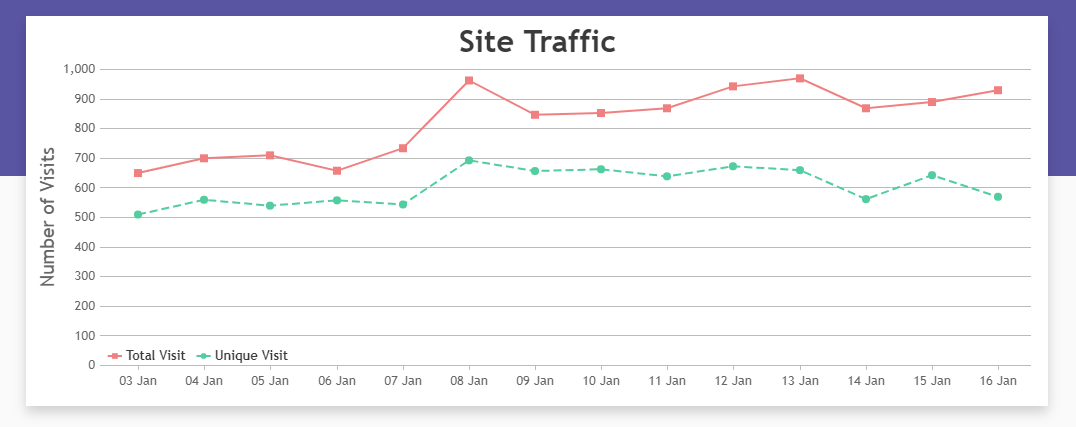 Site Traffic
Number of Visits
1,000
900
800
700
600
500
400
300
200
100
0
Total Visit Unique Visit
03 Jan 04 Jan 05 Jan 06 Jan 07 Jan 08 Jan 09 Jan 10 Jan 11 Jan 12 Jan 13 Jan 14 Jan 15 Jan 16 Jan